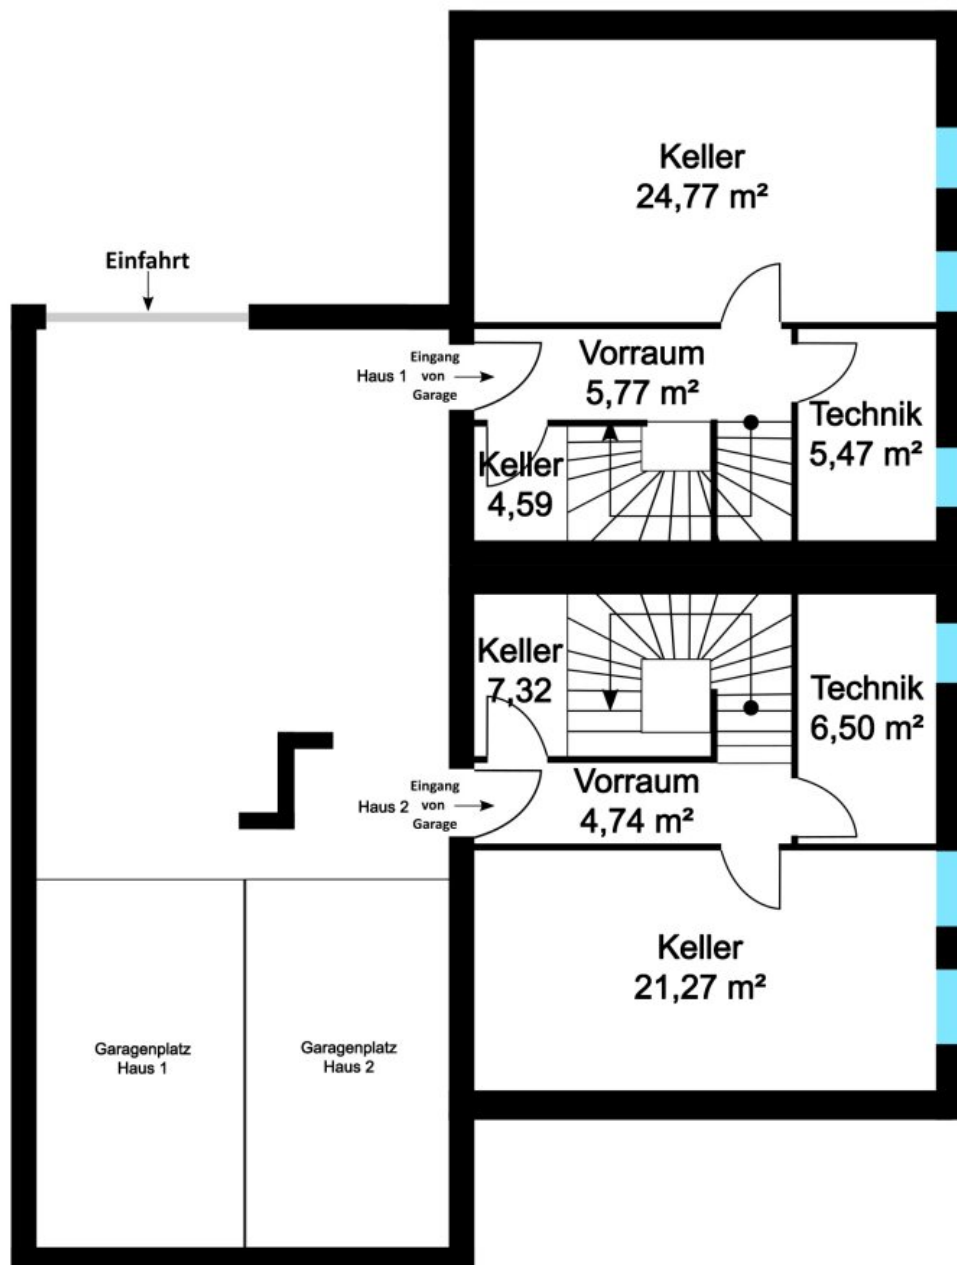 Keller
24,77 m²
Einfahrt
Haus 1
Eingang
von
Garage
Vorraum
5,77 m²
Technik
5,47 m²
Keller
4,59
Keller
7,32
Technik
6,50 m²
Haus 2
Eingang
von
Garage
Vorraum
4,74 m²
Keller
21,27 m²
Garagenplatz
Haus 1
Garagenplatz
Haus 2